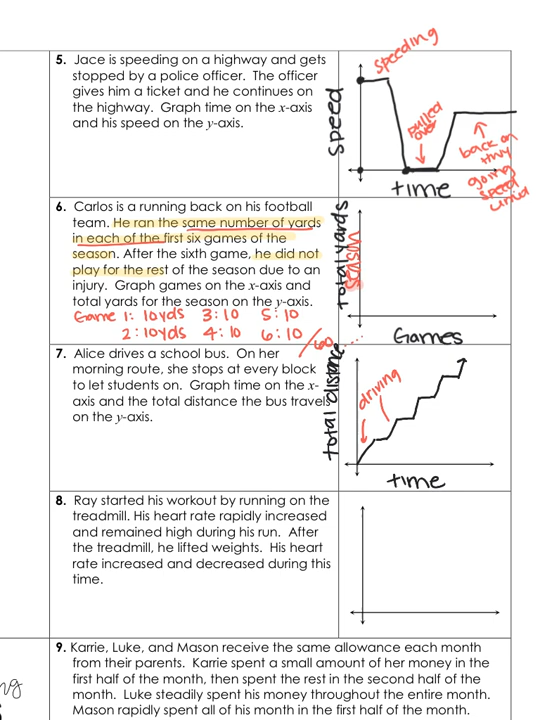 5. Jace is speeding on a highway and gets
stopped by a police officer. The officer
gives him a ticket and he continues on
the highway. Graph time on the x-axis
and his speed on the y-axis.
speed
speeding
pulled
over
back on
hwy
going
speed
limit
time
6. Carlos is a running back on his football
team. He ran the same number of yards
in each of the first six games of the
season. After the sixth game, he did not
play for the rest of the season due to an
injury. Graph games on the x-axis and
total yards for the season on the y-axis.
Game 1: 10yds 3: 10 5: 10
2: 10yds 4: 10 6: 10
/60
total yards
Games
7. Alice drives a school bus. On her
morning route, she stops at every block
to let students on. Graph time on the x-
axis and the total distance the bus travels
on the y-axis.
total distance
driving
time
8. Ray started his workout by running on the
treadmill. His heart rate rapidly increased
and remained high during his run. After
the treadmill, he lifted weights. His heart
rate increased and decreased during this
time.
9. Karrie, Luke, and Mason receive the same allowance each month
from their parents. Karrie spent a small amount of her money in the
first half of the month, then spent the rest in the second half of the
month. Luke steadily spent his money throughout the entire month.
Mason rapidly spent all of his month in the first half of the month.